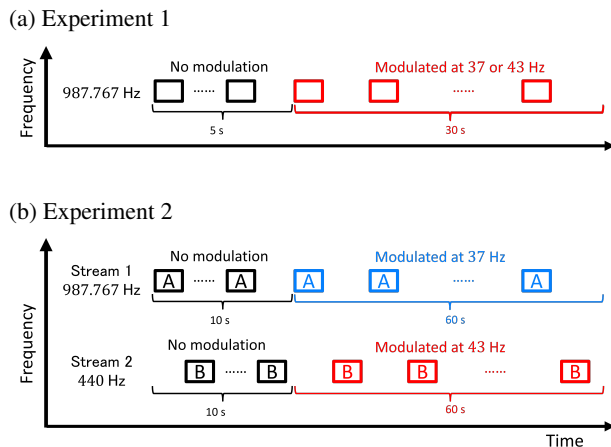 (a) Experiment 1
Frequency
987.767 Hz
No modulation
......
5 s
Modulated at 37 or 43 Hz
......
30 s
(b) Experiment 2
Frequency
Stream 1
987.767 Hz
No modulation
A ...... A
10 s
Modulated at 37 Hz
A A ...... A
60 s
Stream 2
440 Hz
No modulation
B ...... B
10 s
Modulated at 43 Hz
B B ...... B
60 s
Time